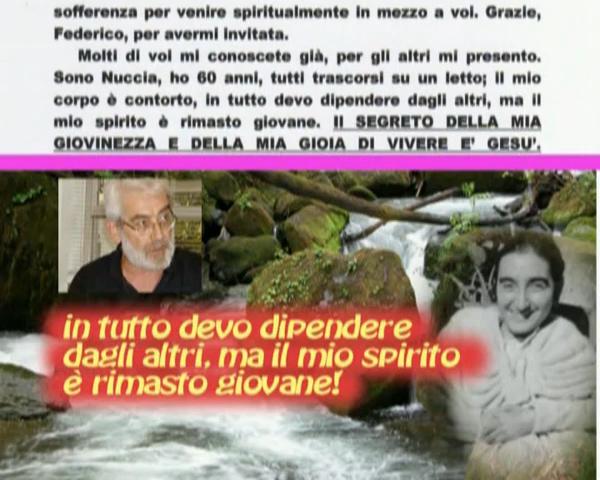 sofferenza per venire spiritualmente in mezzo a voi. Grazie,
Federico, per avermi invitata.
Molti di voi mi conoscete già, per gli altri mi presento.
Sono Nuccia, ho 60 anni, tutti trascorsi su un letto; il mio
corpo è contorto, in tutto devo dipendere dagli altri, ma il
mio spirito è rimasto giovane. Il SEGRETO DELLA MIA
GIOVINEZZA E DELLA MIA GIOIA DI VIVERE E' GESU'.
in tutto devo dipendere
dagli altri, ma il mio spirito
è rimasto giovane!